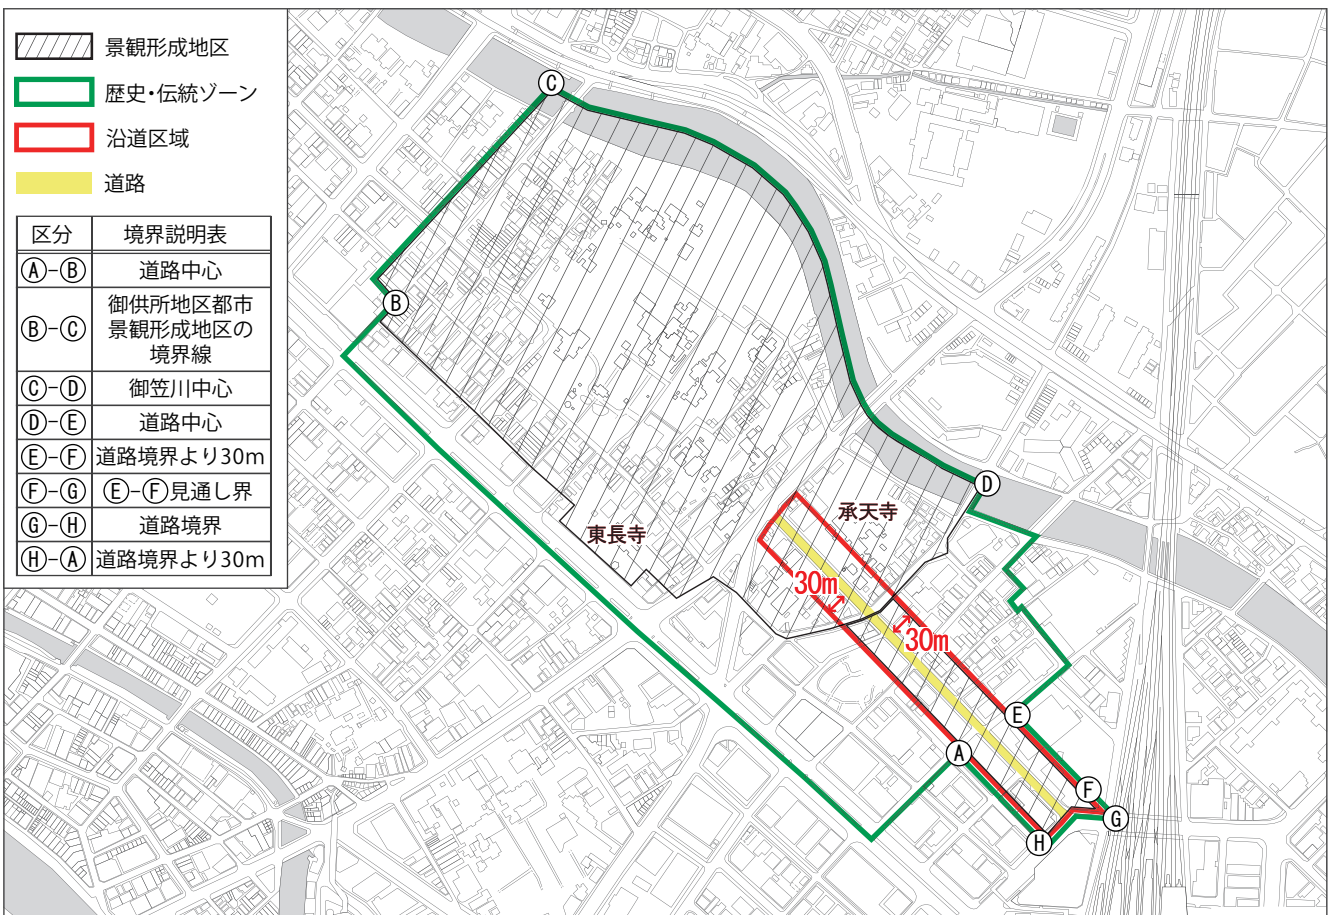 景観形成地区
歴史・伝統ゾーン
沿道区域
道路
区分 境界説明表
Ⓐ-Ⓑ 道路中心
Ⓑ-Ⓒ 御供所地区都市
景観形成地区の
境界線
Ⓒ-Ⓓ 御笠川中心
Ⓓ-Ⓔ 道路中心
Ⓔ-Ⓕ 道路境界より30m
Ⓕ-Ⓖ Ⓔ-Ⓕ見通し界
Ⓖ-Ⓗ 道路境界
Ⓗ-Ⓐ 道路境界より30m
Ⓒ
Ⓑ
Ⓓ
承天寺
東長寺
30m
30m
Ⓔ
Ⓐ
Ⓕ
Ⓖ
Ⓗ